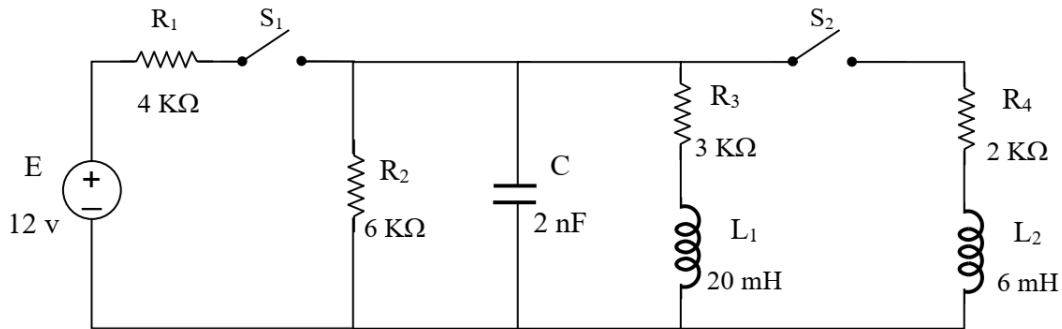 R1
S1
4 KΩ
E
+
−
12 v
R2
6 KΩ
C
2 nF
R3
3 KΩ
L1
20 mH
S2
R4
2 KΩ
L2
6 mH